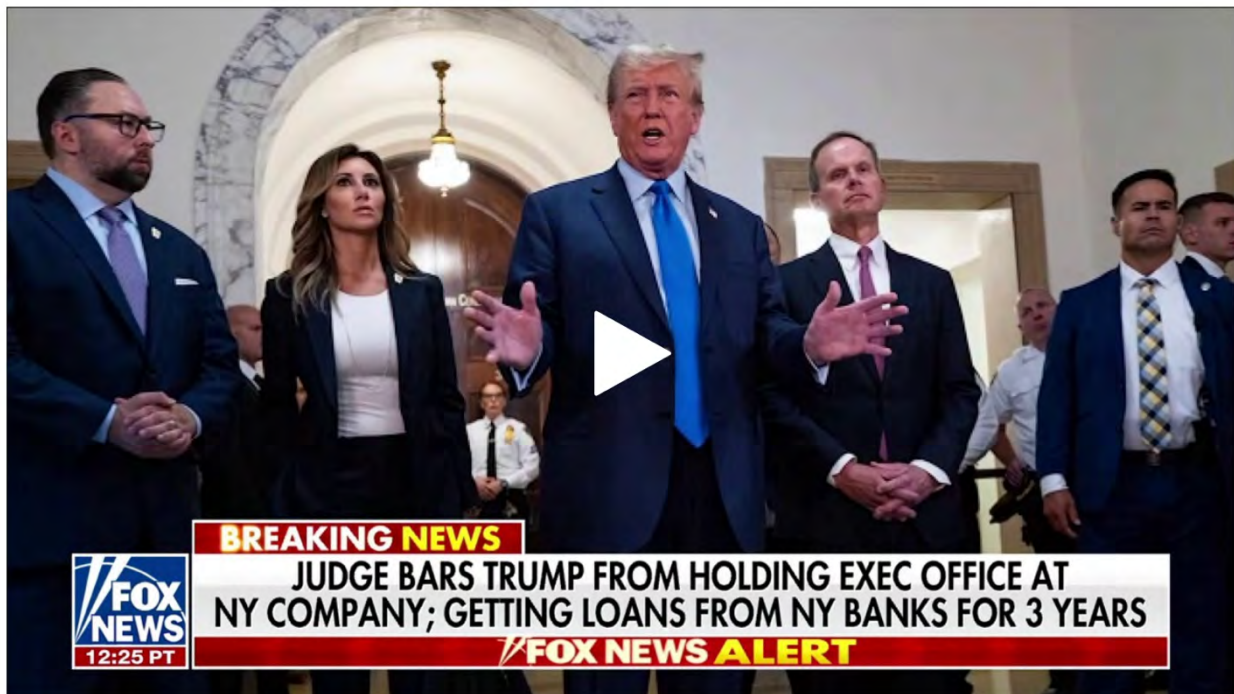 BREAKING NEWS
FOX
NEWS
12:25 PT
JUDGE BARS TRUMP FROM HOLDING EXEC OFFICE AT
NY COMPANY; GETTING LOANS FROM NY BANKS FOR 3 YEARS
FOX NEWS ALERT